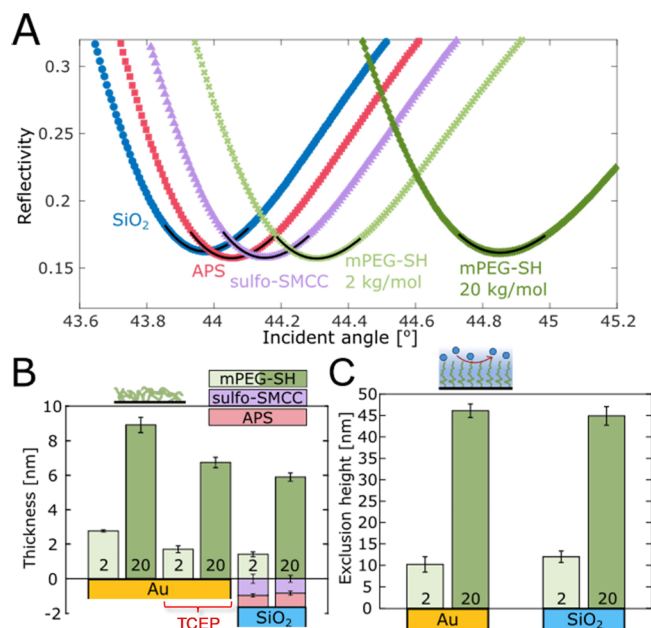 A
Reflectivity
0.3
0.25
0.2
0.15
SiO₂
APS
sulfo-SMCC
mPEG-SH
2 kg/mol
mPEG-SH
20 kg/mol
43.6
43.8
44
44.2
44.4
44.6
44.8
45
45.2
Incident angle [°]
B
mPEG-SH
sulfo-SMCC
APS
Thickness [nm]
10
8
6
4
2
0
-2
2
20
2
20
2
20
Au
TCEP
SiO₂
C
Exclusion height [nm]
50
45
40
35
30
25
20
15
10
5
0
2
20
2
20
Au
SiO₂